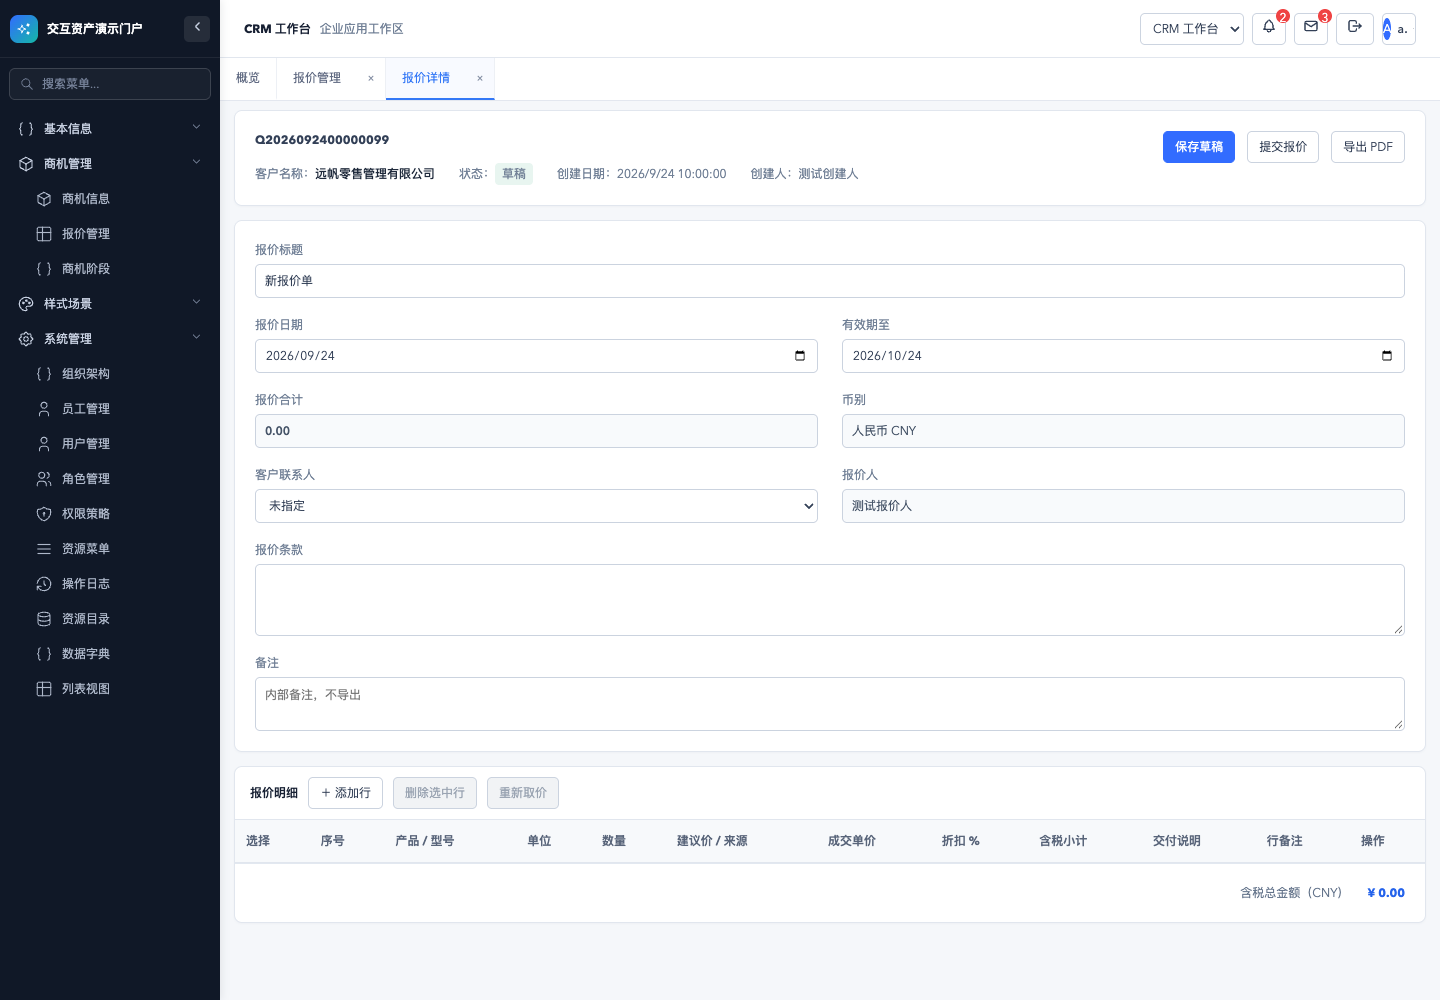 交互资产演示门户
搜索菜单...
基本信息
商机管理
商机信息
报价管理
商机阶段
样式场景
系统管理
组织架构
员工管理
用户管理
角色管理
权限策略
资源菜单
操作日志
资源目录
数据字典
列表视图
CRM 工作台 企业应用工作区
CRM 工作台 2 3 A a.
概览 报价管理 × 报价详情 ×
Q2026092400000099
保存草稿 提交报价 导出 PDF
客户名称：远帆零售管理有限公司 状态：草稿 创建日期：2026/9/24 10:00:00 创建人：测试创建人
报价标题
新报价单
报价日期 有效期至
2026/09/24 2026/10/24
报价合计 币别
0.00 人民币 CNY
客户联系人 报价人
未指定 测试报价人
报价条款
备注
内部备注，不导出
报价明细 + 添加行 删除选中行 重新取价
选择 序号 产品 / 型号 单位 数量 建议价 / 来源 成交单价 折扣 % 含税小计 交付说明 行备注 操作
含税总金额（CNY） ¥ 0.00